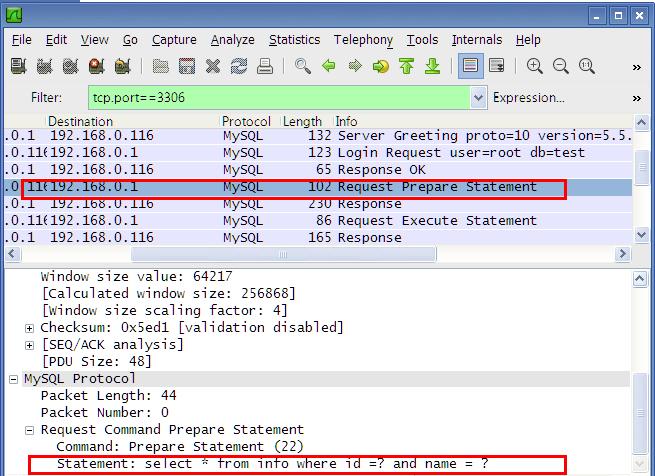 File Edit View Go Capture Analyze Statistics Telephony Tools Internals Help
Filter: tcp.port==3306 Expression...
Destination Protocol Length Info
.0.1 192.168.0.116 MySQL 132 Server Greeting proto=10 version=5.5.
.0.116 192.168.0.1 MySQL 123 Login Request user=root db=test
.0.1 192.168.0.116 MySQL 65 Response OK
.0.116 192.168.0.1 MySQL 102 Request Prepare Statement
.0.1 192.168.0.116 MySQL 230 Response
.0.116 192.168.0.1 MySQL 86 Request Execute Statement
.0.1 192.168.0.116 MySQL 165 Response
Window size value: 64217
[Calculated window size: 256868]
[Window size scaling factor: 4]
Checksum: 0x5ed1 [validation disabled]
[SEQ/ACK analysis]
[PDU Size: 48]
MySQL Protocol
Packet Length: 44
Packet Number: 0
Request Command Prepare Statement
Command: Prepare Statement (22)
Statement: select * from info where id =? and name = ?